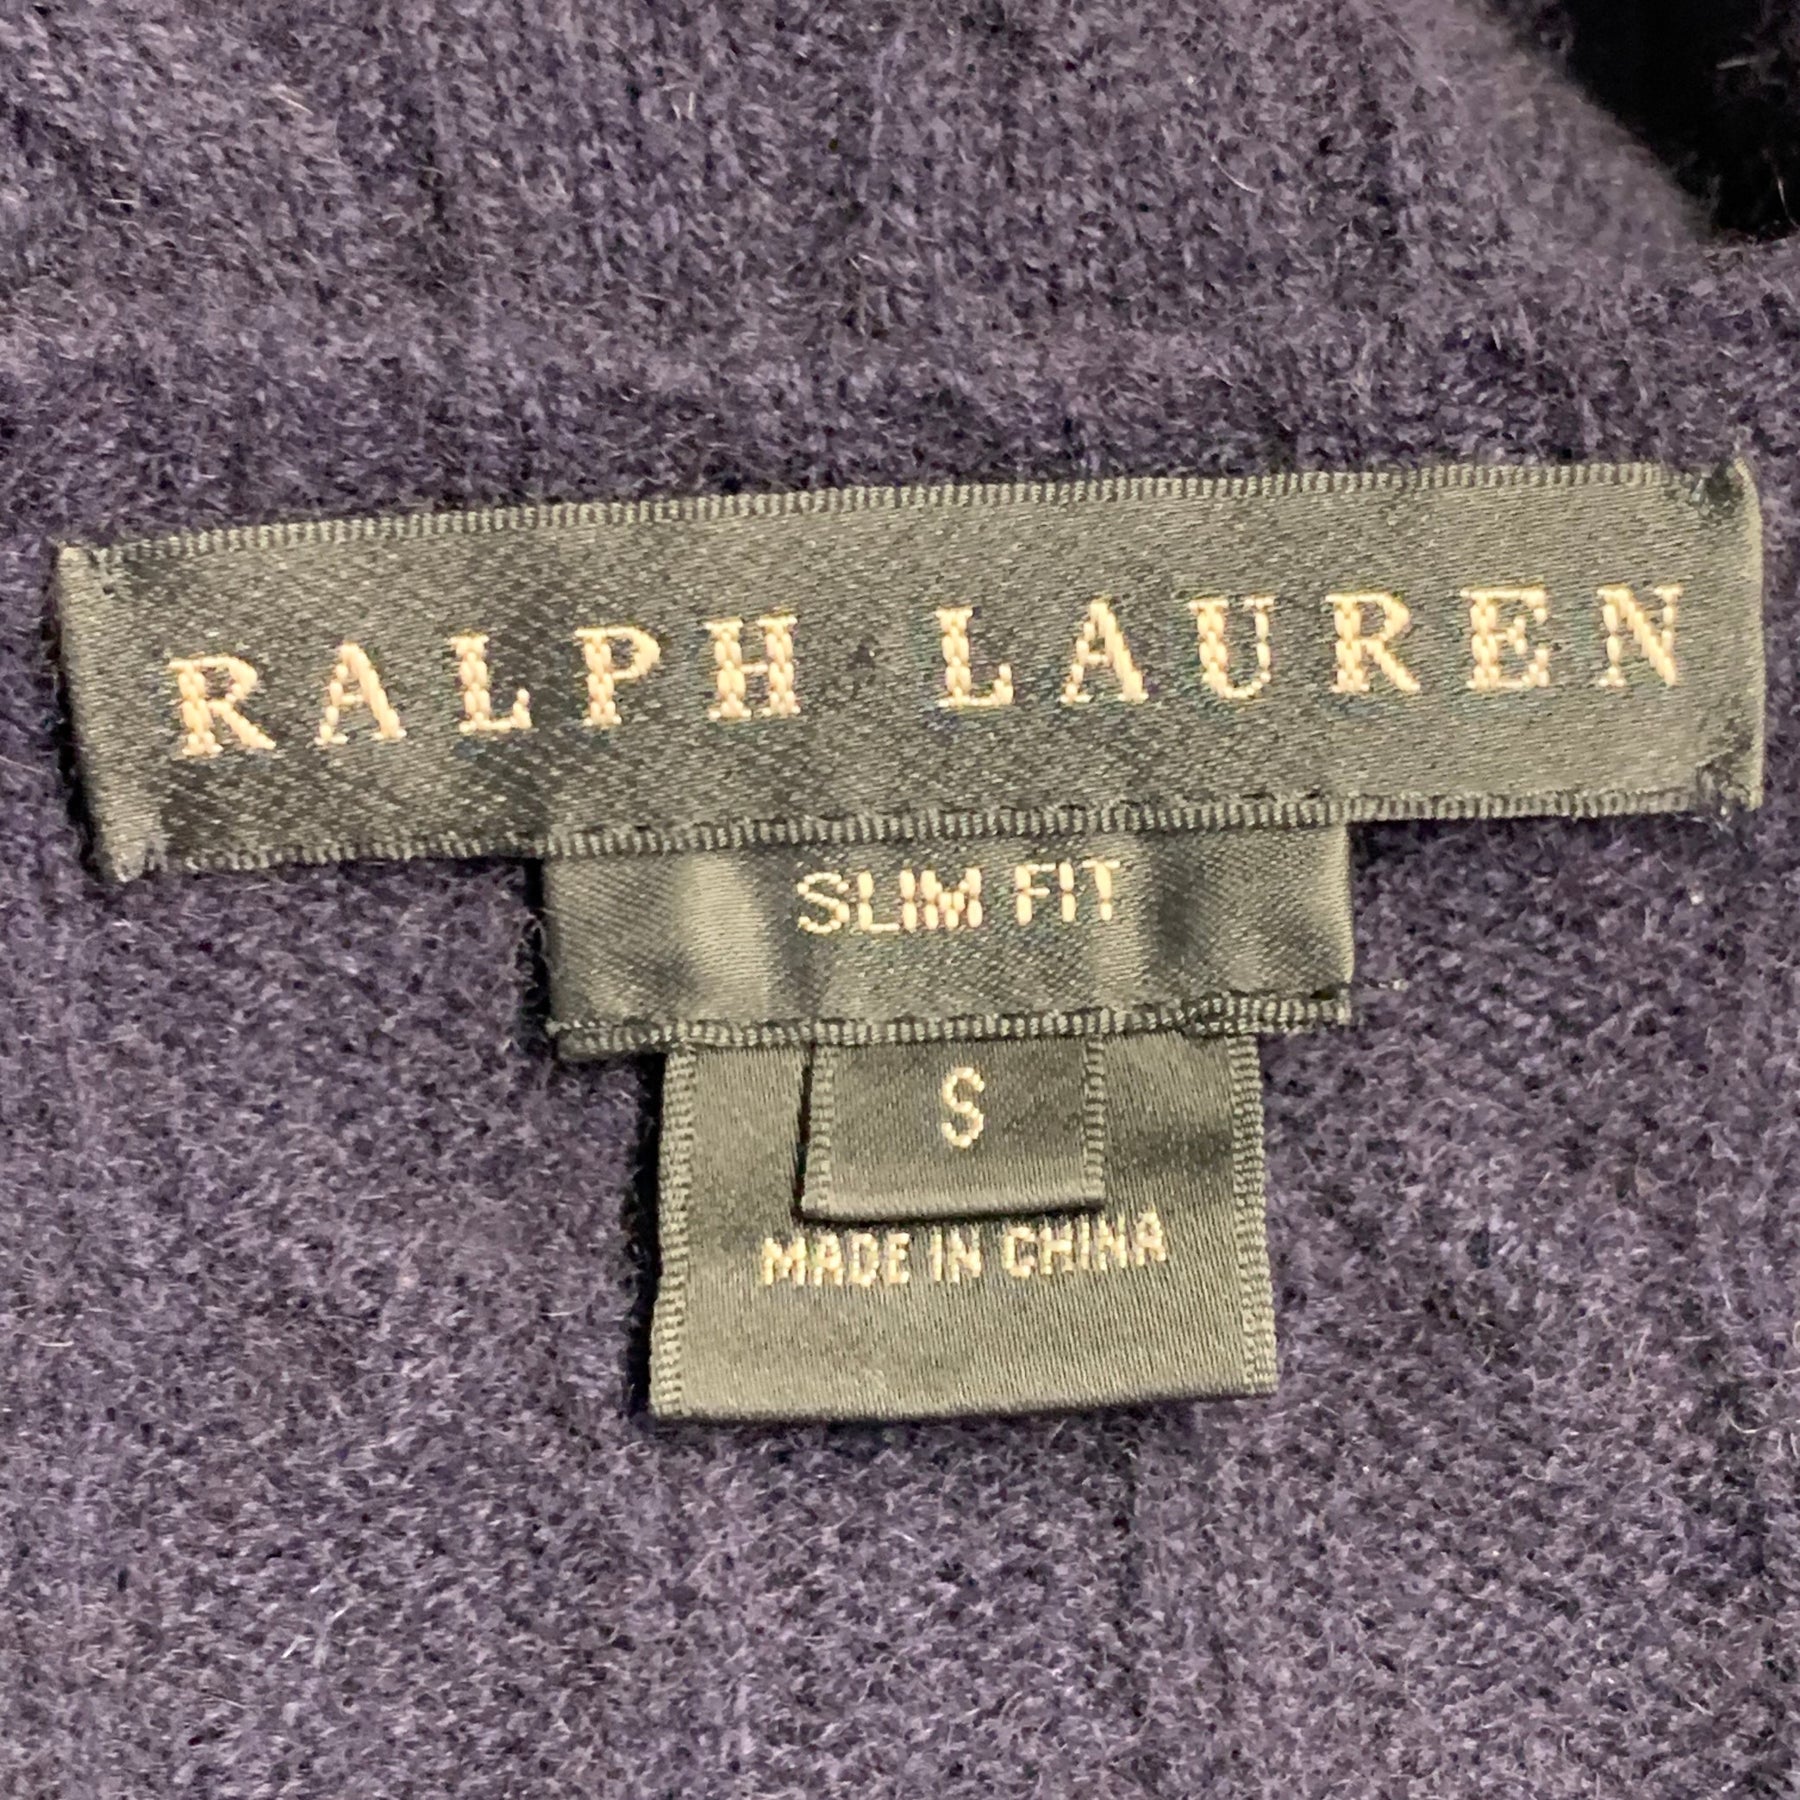 RALPH LAUREN
SLIM FIT
S
MADE IN CHINA